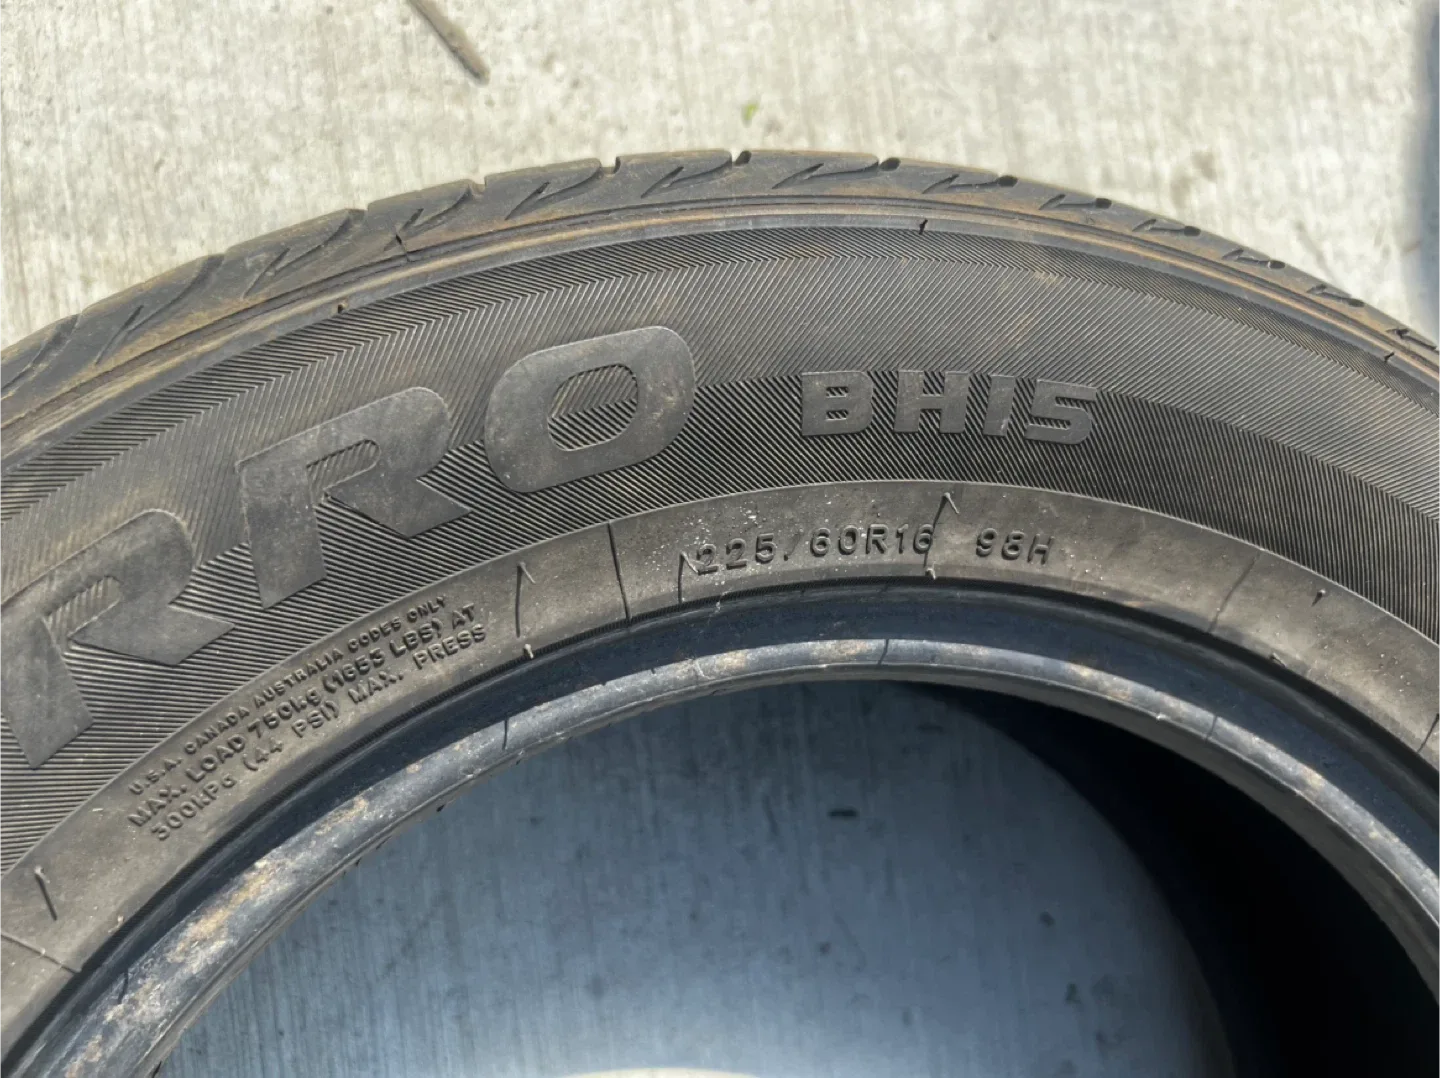 RRO BH15
225/60R16 98H
U.S.A. CANADA AUSTRALIA CODES ONLY
MAX. LOAD 750kg (1653 LBS) AT
300kPa (44 PSI) MAX. PRESS